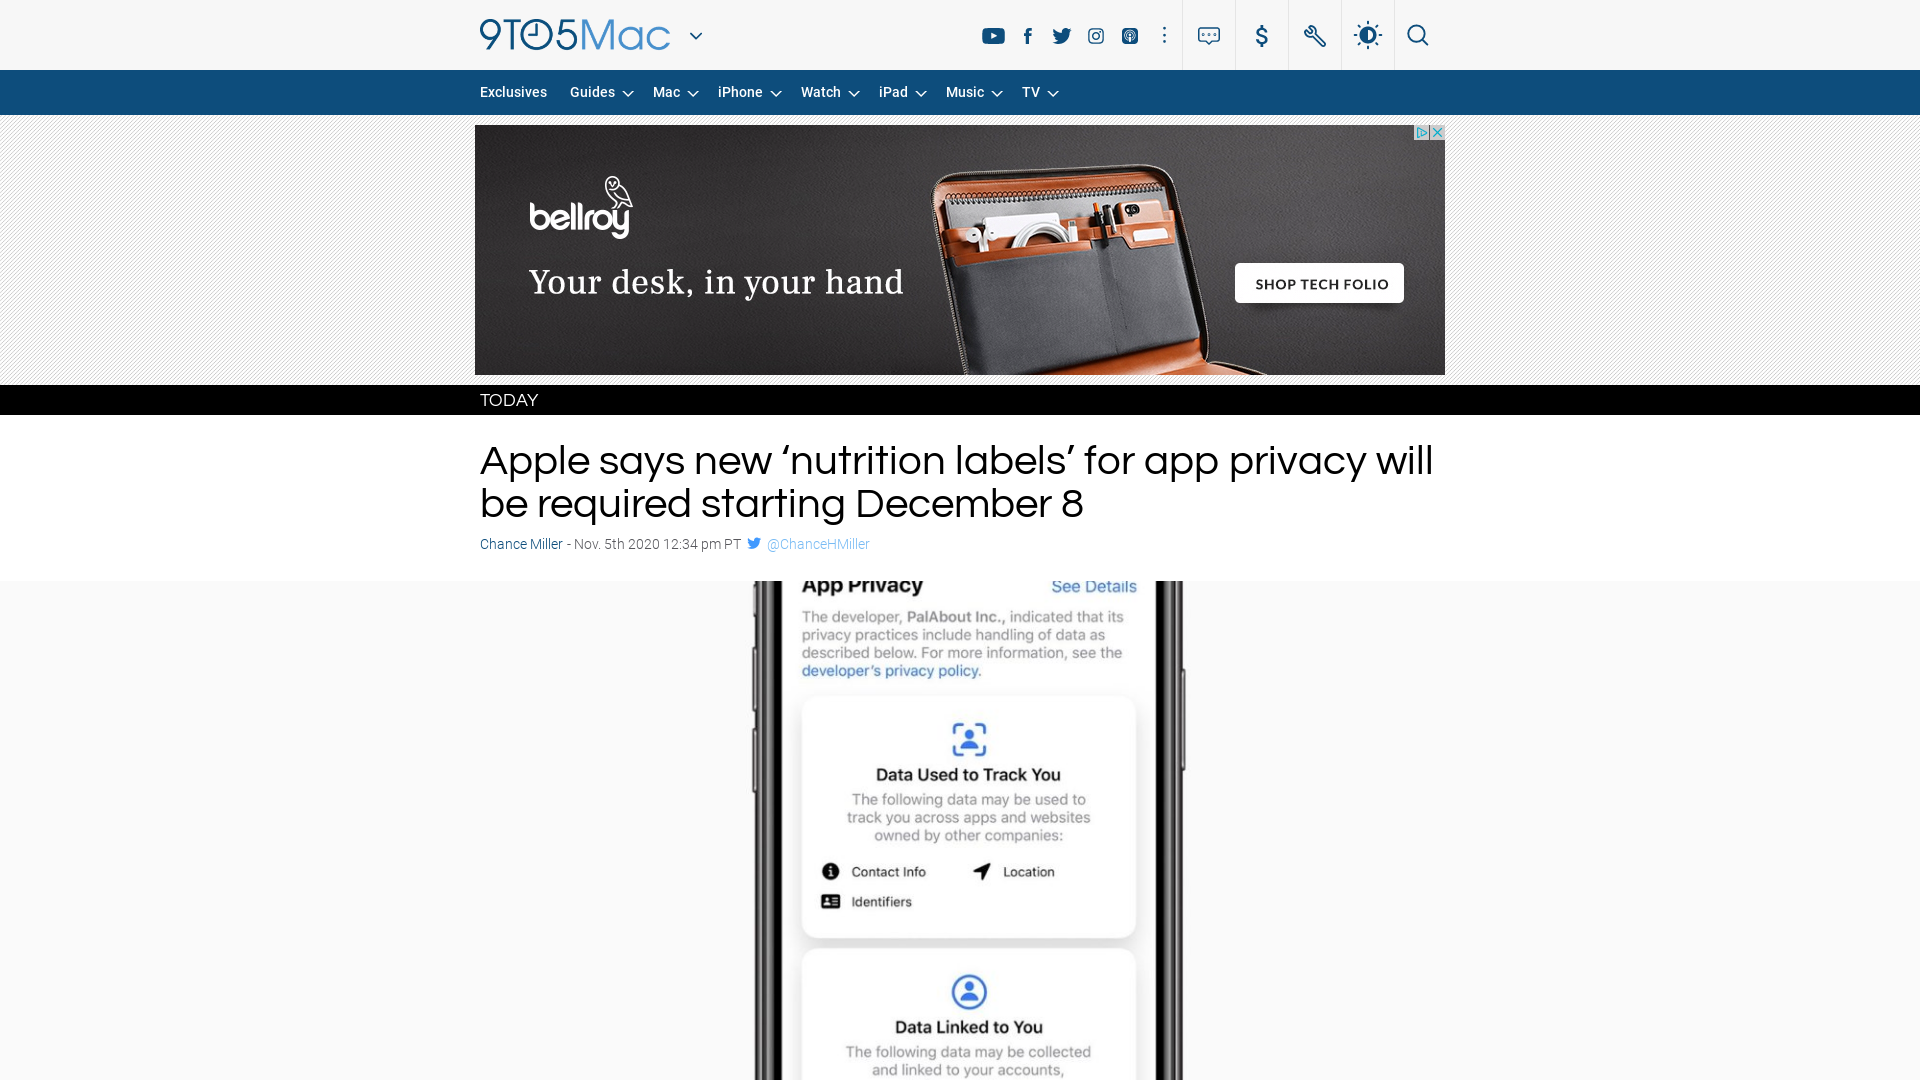 9TO5Mac
Exclusives Guides Mac iPhone Watch iPad Music TV
bellroy
Your desk, in your hand
SHOP TECH FOLIO
TODAY
Apple says new ‘nutrition labels’ for app privacy will
be required starting December 8
Chance Miller - Nov. 5th 2020 12:34 pm PT @ChanceHMiller
App Privacy See Details
The developer, PalAbout Inc., indicated that its
privacy practices include handling of data as
described below. For more information, see the
developer’s privacy policy.
Data Used to Track You
The following data may be used to
track you across apps and websites
owned by other companies:
Contact Info Location
Identifiers
Data Linked to You
The following data may be collected
and linked to your accounts,